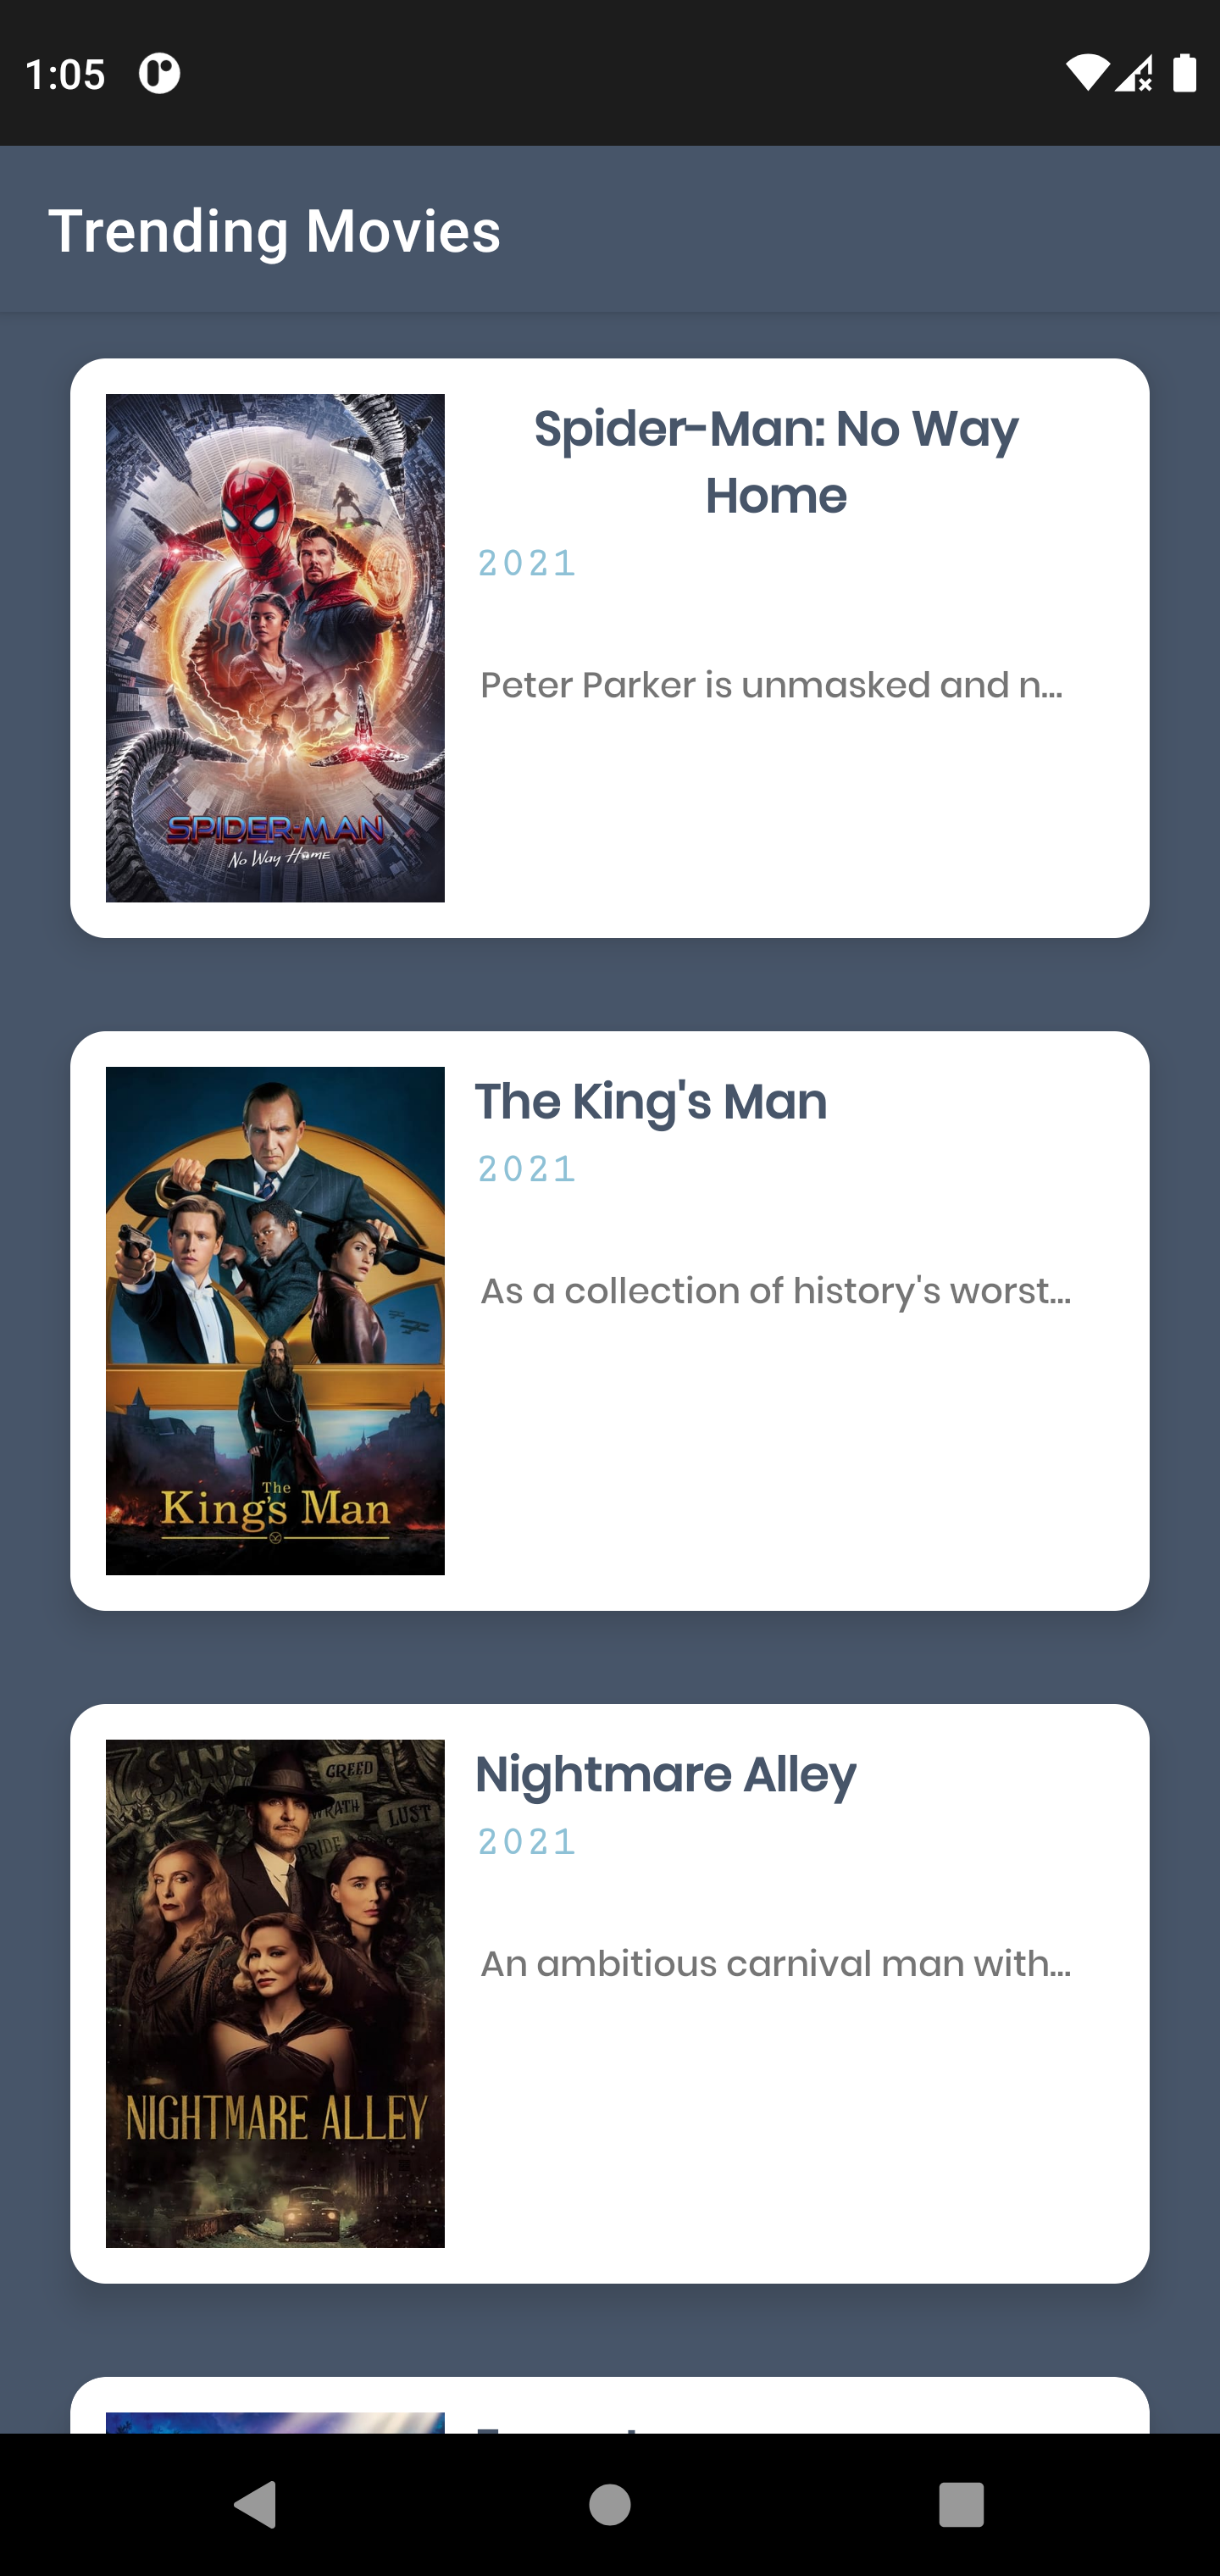 1:05
Trending Movies
Spider-Man: No Way
Home
2021
Peter Parker is unmasked and n...
SPIDER-MAN
No Way Home
The King's Man
2021
As a collection of history's worst...
The
King's Man
Nightmare Alley
2021
An ambitious carnival man with...
7 SINS
GREED
WRATH
LUST
PRIDE
NIGHTMARE ALLEY